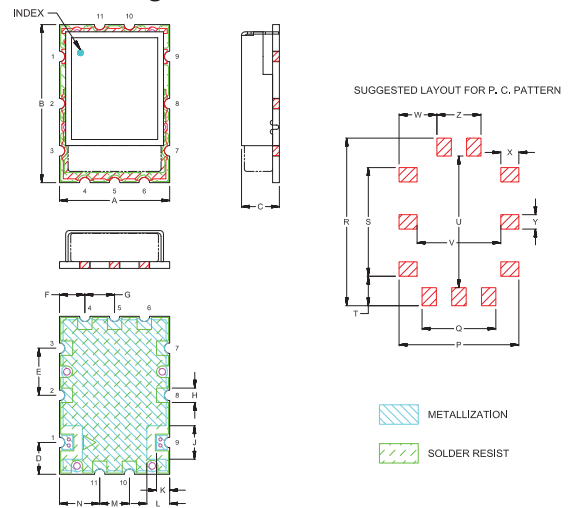 INDEX
11 10
1 9
B
2 8
3 7
4 5 6
A
C
SUGGESTED LAYOUT FOR P. C. PATTERN
W Z
X
R
S
U
V
Y
T
Q
P
F G
4 5 6
3 7
E
2 8
H
1 9
J
D
K
11 10
N M L
METALLIZATION
SOLDER RESIST